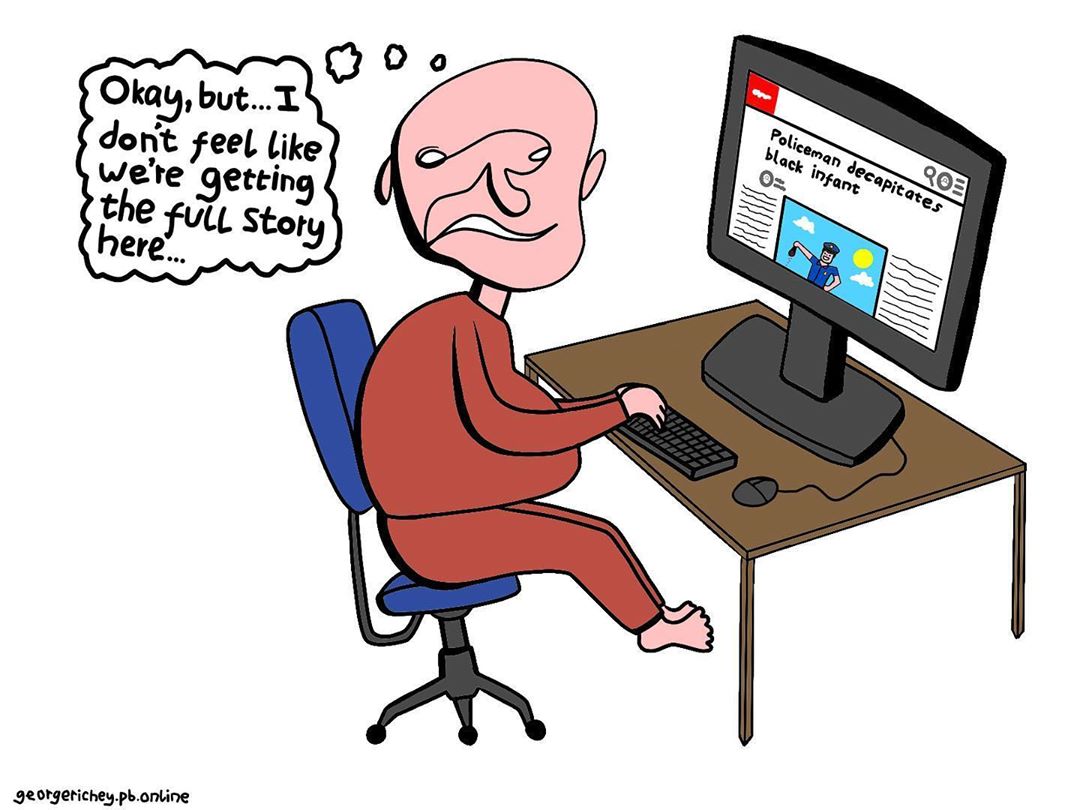 Okay, but... I
don't feel like
we're getting
the full story
here...
Policeman decapitates
black infant
georgerichey.pb.online